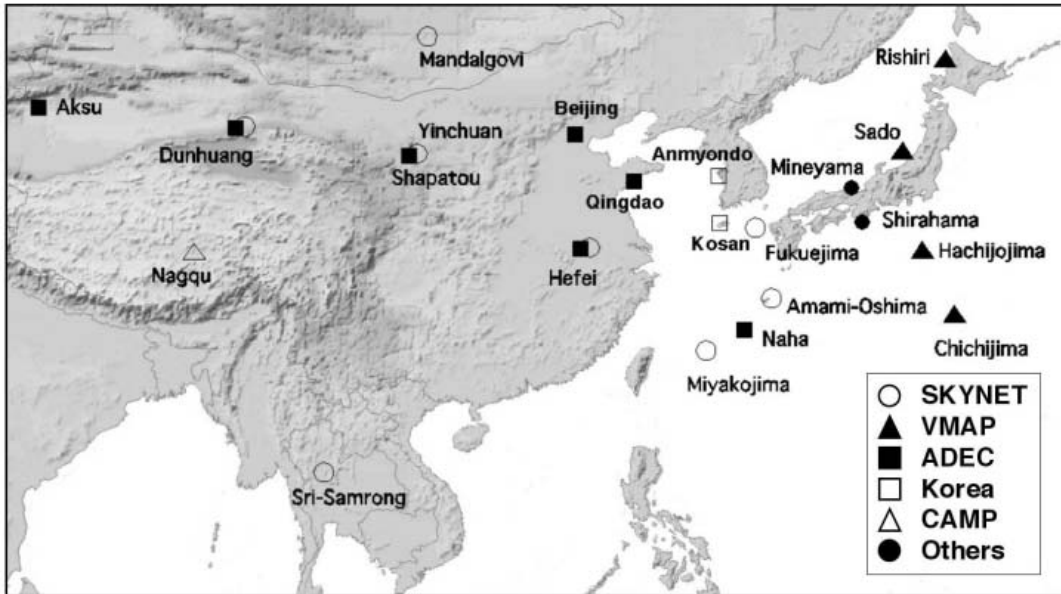 Mandalgovi
Rishiri
Aksu
Beijing
Yinchuan
Sado
Dunhuang
Anmyondo
Mineyama
Shapatou
Qingdao
Shirahama
Kosan
Fukuejima
Hachijojima
Nagqu
Hefei
Amami-Oshima
Naha
Chichijima
Miyakojima
Sri-Samrong
SKYNET
VMAP
ADEC
Korea
CAMP
Others